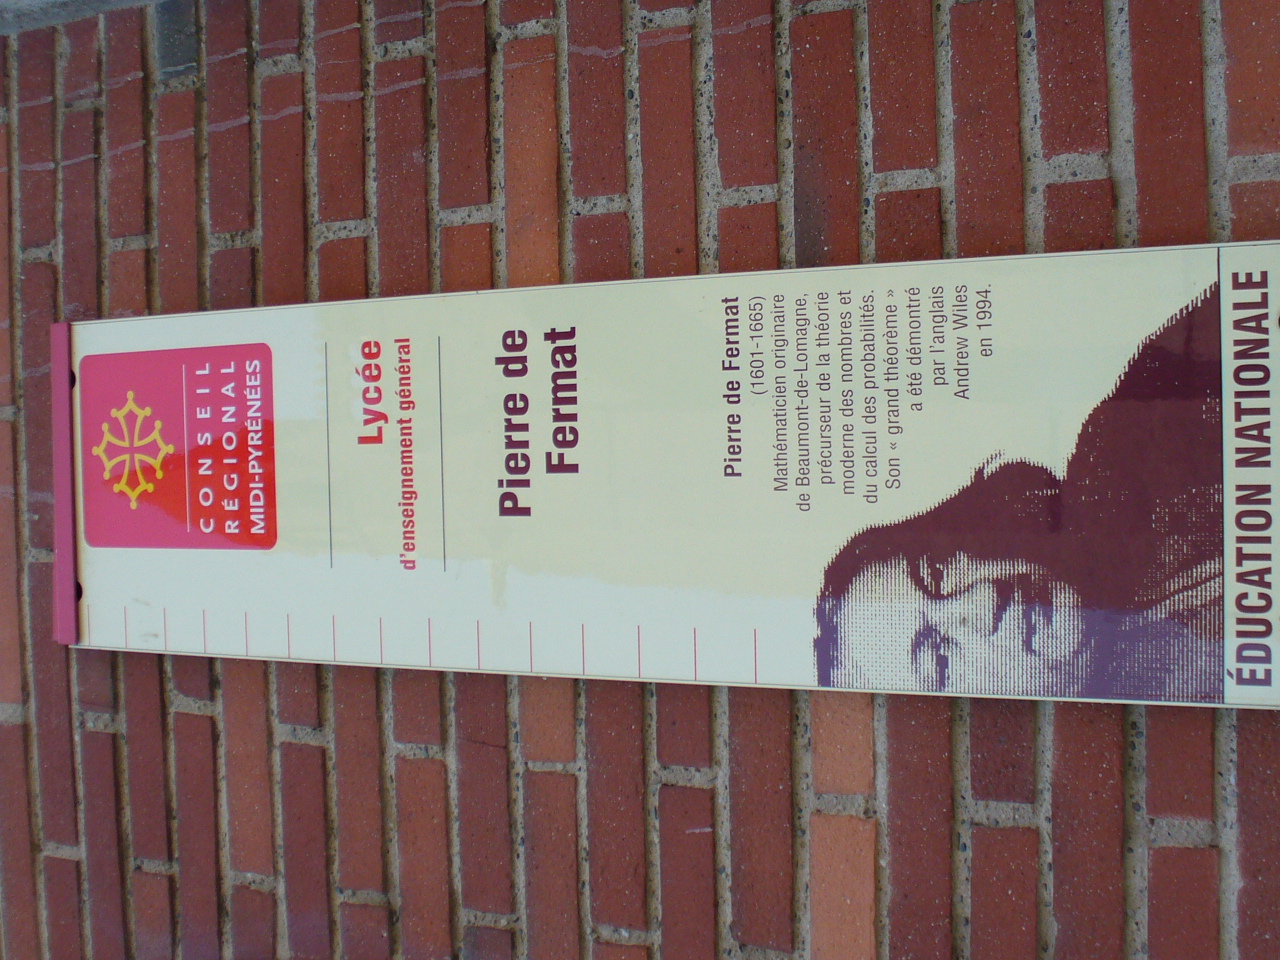 CONSEIL
RÉGIONAL
MIDI-PYRÉNÉES
Lycée
d'enseignement général
Pierre de
Fermat
Pierre de Fermat
(1601-1665)
Mathématicien originaire
de Beaumont-de-Lomagne,
précurseur de la théorie
moderne des nombres et
du calcul des probabilités.
Son « grand théorème »
a été démontré
par l'anglais
Andrew Wiles
en 1994.
ÉDUCATION NATIONALE